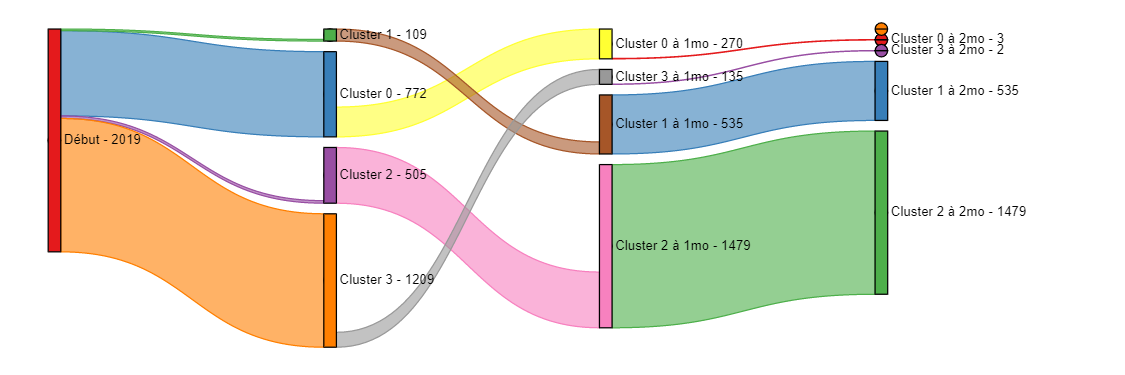 Début - 2019
Cluster 1 - 109
Cluster 0 - 772
Cluster 2 - 505
Cluster 3 - 1209
Cluster 0 à 1mo - 270
Cluster 3 à 1mo - 135
Cluster 1 à 1mo - 535
Cluster 2 à 1mo - 1479
Cluster 0 à 2mo - 3
Cluster 3 à 2mo - 2
Cluster 1 à 2mo - 535
Cluster 2 à 2mo - 1479